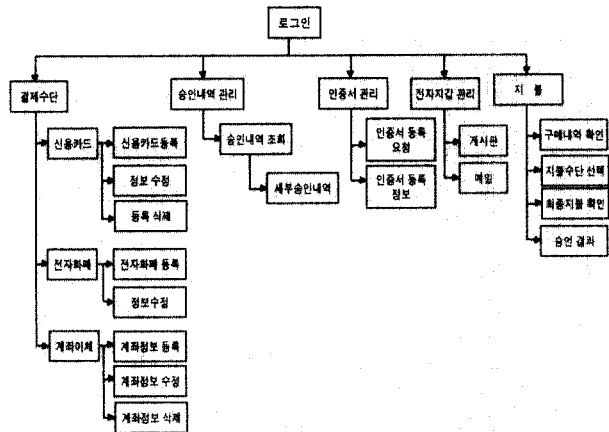 로그인
결제수단
승인내역 관리
인증서 관리
전자지갑 관리
지 불
신용카드
신용카드등록
정보 수정
등록 삭제
전자화폐
전자화폐 등록
정보수정
계좌이체
계좌정보 등록
계좌정보 수정
계좌정보 삭제
승인내역 조회
세부승인내역
인증서 등록
요청
인증서 등록
정보
게시판
메일
구매내역 확인
지불수단 선택
최종지불 확인
승인 결과